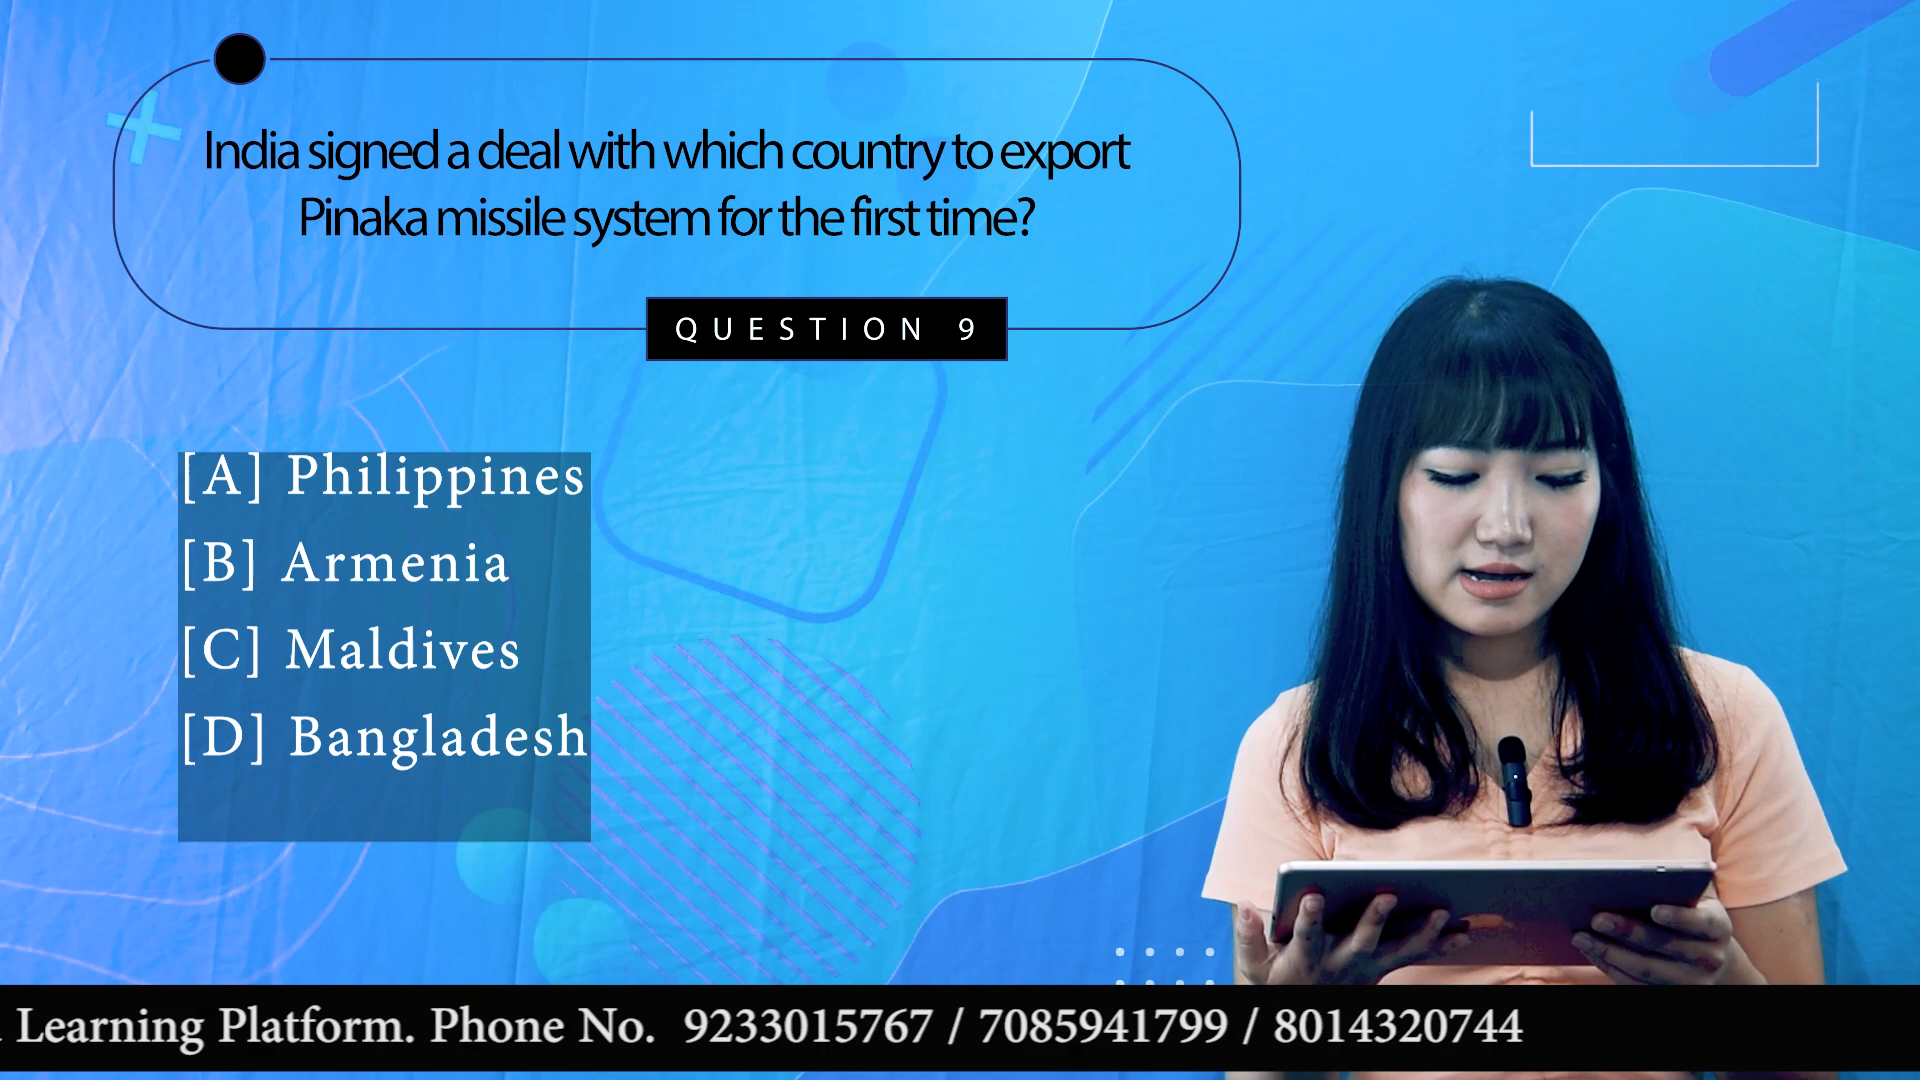 India signed a deal with which country to export
Pinaka missile system for the first time?
QUESTION 9
[A] Philippines
[B] Armenia
[C] Maldives
[D] Bangladesh
Learning Platform. Phone No. 9233015767 / 7085941799 / 8014320744